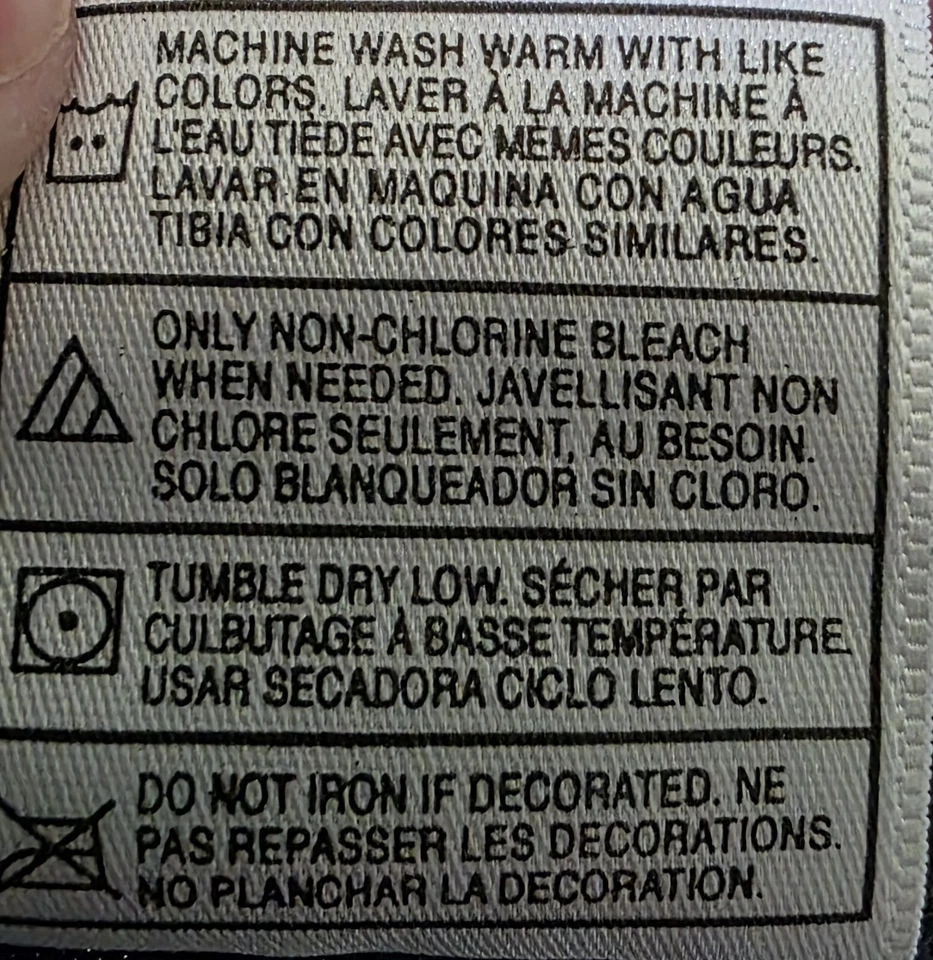 MACHINE WASH WARM WITH LIKE
COLORS. LAVER À LA MACHINE À
L'EAU TIÈDE AVEC MÊMES COULEURS.
LAVAR EN MAQUINA CON AGUA
TIBIA CON COLORES SIMILARES.
ONLY NON-CHLORINE BLEACH
WHEN NEEDED. JAVELLISANT NON
CHLORE SEULEMENT, AU BESOIN.
SOLO BLANQUEADOR SIN CLORO.
TUMBLE DRY LOW. SÉCHER PAR
CULBUTAGE À BASSE TEMPÉRATURE
USAR SECADORA CICLO LENTO.
DO NOT IRON IF DECORATED. NE
PAS REPASSER LES DECORATIONS.
NO PLANCHAR LA DECORATION.